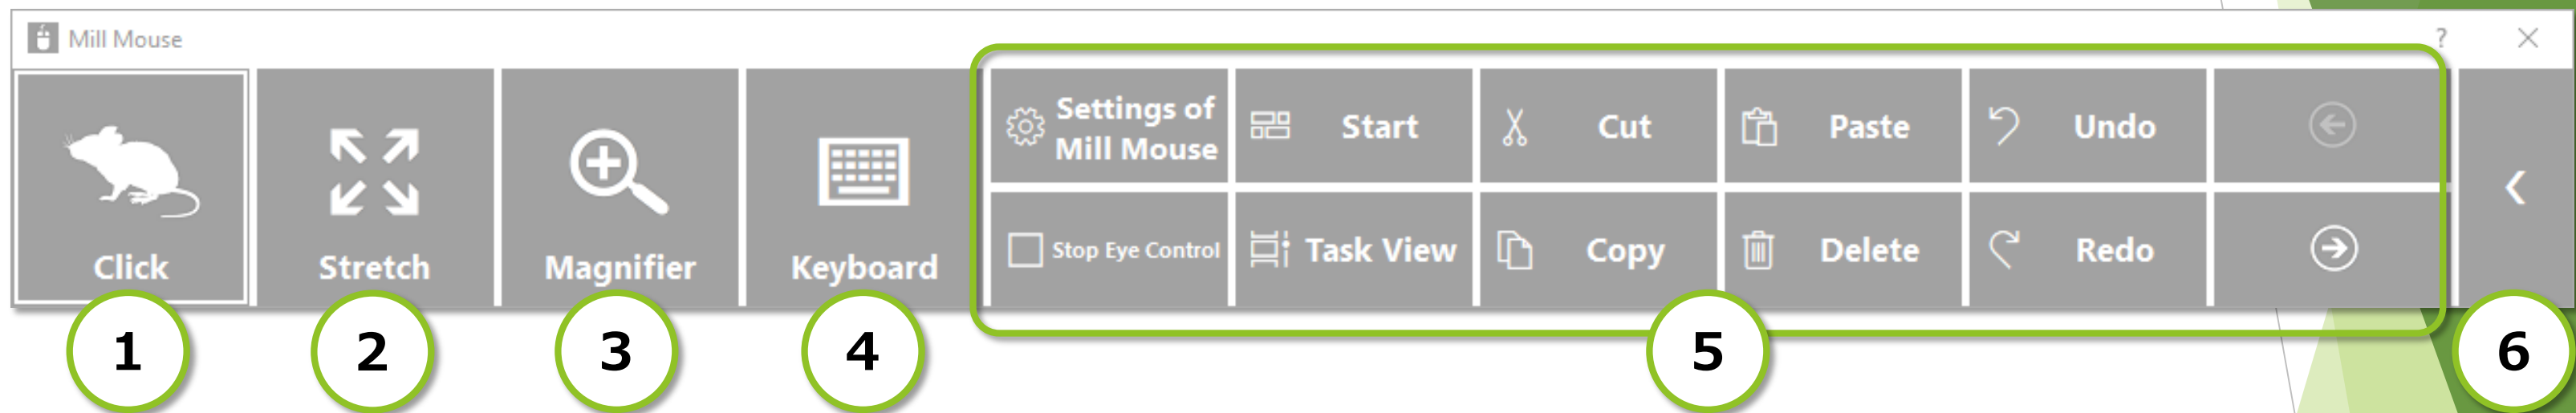 Mill Mouse
?
Click
Stretch
Magnifier
Keyboard
Settings of
Mill Mouse
Start
Cut
Paste
Undo
Stop Eye Control
Task View
Copy
Delete
Redo
1
2
3
4
5
6